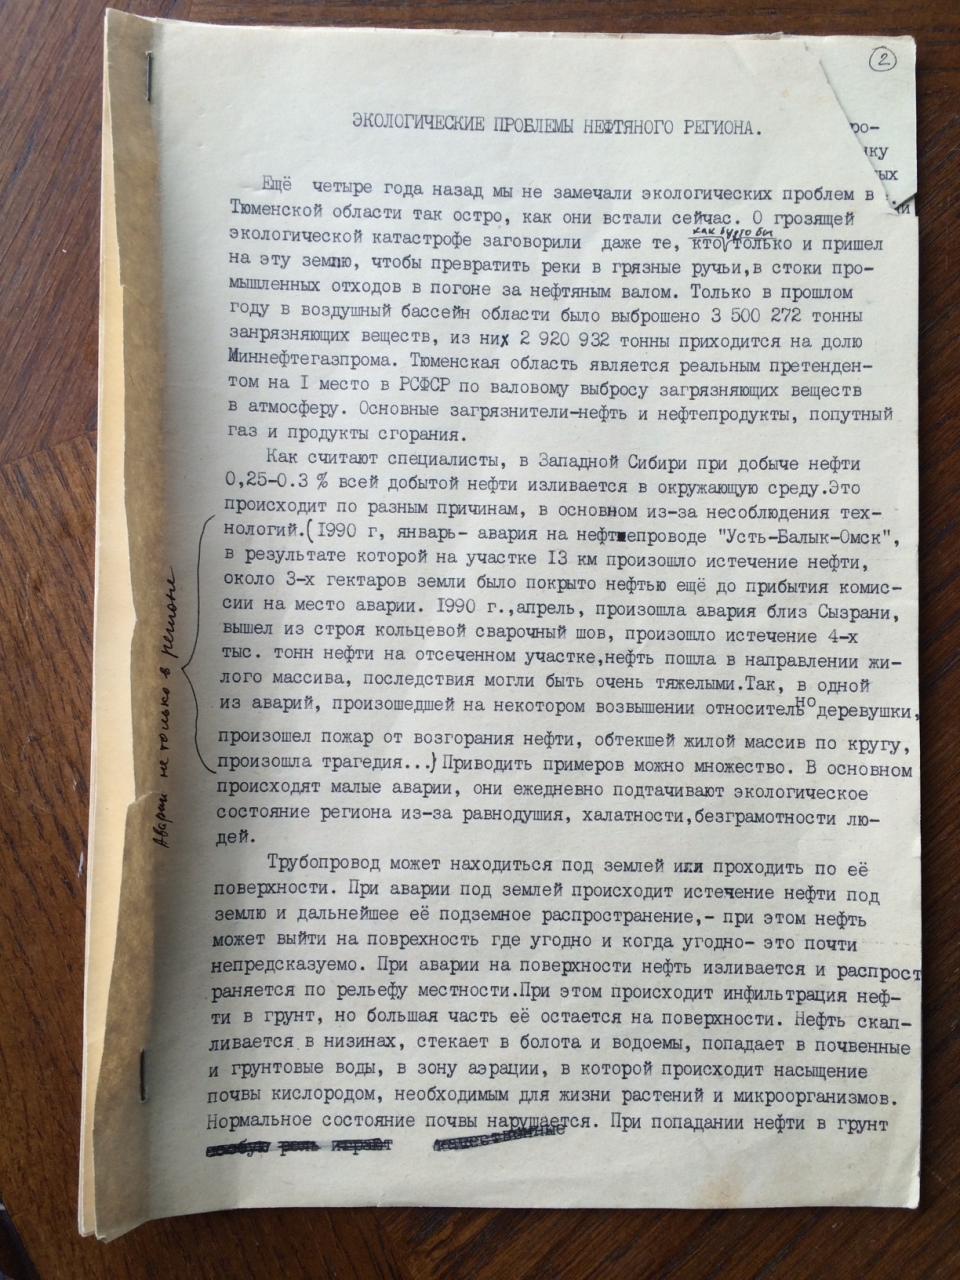 2
ЭКОЛОГИЧЕСКИЕ ПРОБЛЕМЫ НЕФТЯНОГО РЕГИОНА.
ро-
ку
ых
и
Ещё четыре года назад мы не замечали экологических проблем в
Тюменской области так остро, как они встали сейчас. О грозящей
как будто бы
экологической катастрофе заговорили даже те, кто только и пришел
на эту землю, чтобы превратить реки в грязные ручьи,в стоки про-
мышленных отходов в погоне за нефтяным валом. Только в прошлом
году в воздушный бассейн области было выброшено 3 500 272 тонны
занрязняющих веществ, из них 2 920 932 тонны приходится на долю
Миннефтегазпрома. Тюменская область является реальным претенден-
том на I место в РСФСР по валовому выбросу загрязняющих веществ
в атмосферу. Основные загрязнители-нефть и нефтепродукты, попутный
газ и продукты сгорания.
Как считают специалисты, в Западной Сибири при добыче нефти
0,25-0.3 % всей добытой нефти изливается в окружающую среду.Это
происходит по разным причинам, в основном из-за несоблюдения тех-
нологий.(1990 г, январь- авария на нефтепроводе "Усть-Балык-Омск",
в результате которой на участке 13 км произошло истечение нефти,
около 3-х гектаров земли было покрыто нефтью ещё до прибытия комис-
сии на место аварии. 1990 г.,апрель, произошла авария близ Сызрани,
вышел из строя кольцевой сварочный шов, произошло истечение 4-х
тыс. тонн нефти на отсеченном участке,нефть пошла в направлении жи-
лого массива, последствия могли быть очень тяжелыми.Так, в одной
из аварий, произошедшей на некотором возвышении относительно деревушки,
произошел пожар от возгорания нефти, обтекшей жилой массив по кругу,
произошла трагедия...) Приводить примеров можно множество. В основном
происходят малые аварии, они ежедневно подтачивают экологическое
состояние региона из-за равнодушия, халатности,безграмотности лю-
дей.
Аварии не только в регионе
Трубопровод может находиться под землей или проходить по её
поверхности. При аварии под землей происходит истечение нефти под
землю и дальнейшее её подземное распространение,- при этом нефть
может выйти на поврехность где угодно и когда угодно- это почти
непредсказуемо. При аварии на поверхности нефть изливается и распрост
раняется по рельефу местности.При этом происходит инфильтрация неф-
ти в грунт, но большая часть её остается на поверхности. Нефть скап-
ливается в низинах, стекает в болота и водоемы, попадает в почвенные
и грунтовые воды, в зону аэрации, в которой происходит насыщение
почвы кислородом, необходимым для жизни растений и микроорганизмов.
Нормальное состояние почвы нарушается. При попадании нефти в грунт
особую роль играют